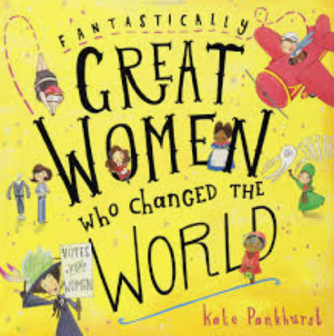 FANTASTICALLY
GREAT
WOMEN
WHO CHANGED THE
WORLD
VOTES
FOR
WOMEN
Kate Pankhurst